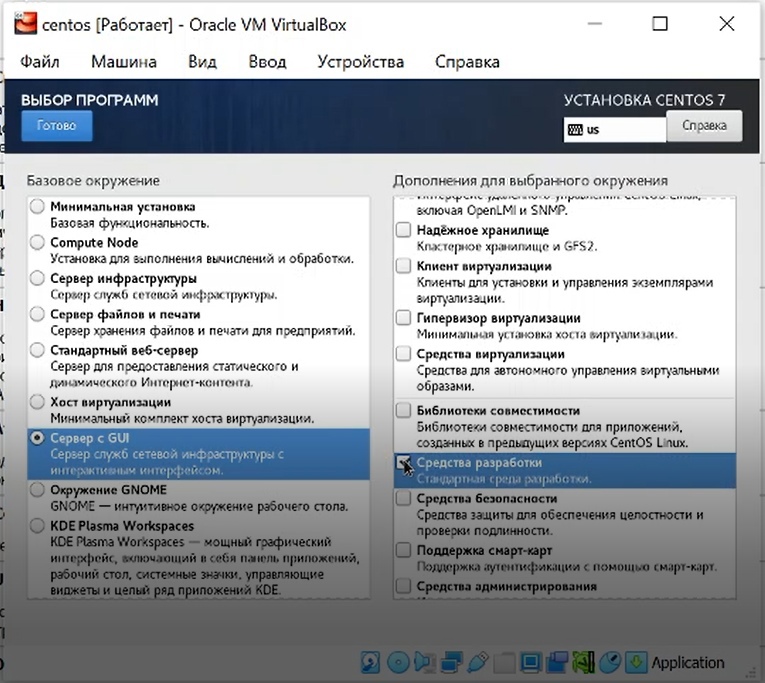 centos [Работает] - Oracle VM VirtualBox
Файл Машина Вид Ввод Устройства Справка
ВЫБОР ПРОГРАММ
Готово
УСТАНОВКА CENTOS 7
us
Справка
Базовое окружение
Минимальная установка
Базовая функциональность.
Compute Node
Установка для выполнения вычислений и обработки.
Сервер инфраструктуры
Сервер служб сетевой инфраструктуры.
Сервер файлов и печати
Сервер хранения файлов и печати для предприятий.
Стандартный веб-сервер
Сервер для предоставления статического и
динамического Интернет-контента.
Хост виртуализации
Минимальный комплект хоста виртуализации.
Сервер с GUI
Сервер служб сетевой инфраструктуры с
интерактивным интерфейсом.
Окружение GNOME
GNOME — интуитивное окружение рабочего стола.
KDE Plasma Workspaces
KDE Plasma Workspaces — мощный графический
интерфейс, включающий в себя панель приложений,
рабочий стол, системные значки, управляющие
виджеты и целый ряд приложений KDE.
Дополнения для выбранного окружения
включая OpenLMI и SNMP.
Надёжное хранилище
Кластерное хранилище и GFS2.
Клиент виртуализации
Клиенты для установки и управления экземплярами
виртуализации.
Гипервизор виртуализации
Минимальная установка хоста виртуализации.
Средства виртуализации
Средства для автономного управления виртуальными
образами.
Библиотеки совместимости
Библиотеки совместимости для приложений,
созданных в предыдущих версиях CentOS Linux.
Средства разработки
Стандартная среда разработки.
Средства безопасности
Средства защиты для обеспечения целостности и
проверки подлинности.
Поддержка смарт-карт
Поддержка аутентификации с помощью смарт-карт.
Средства администрирования
Application